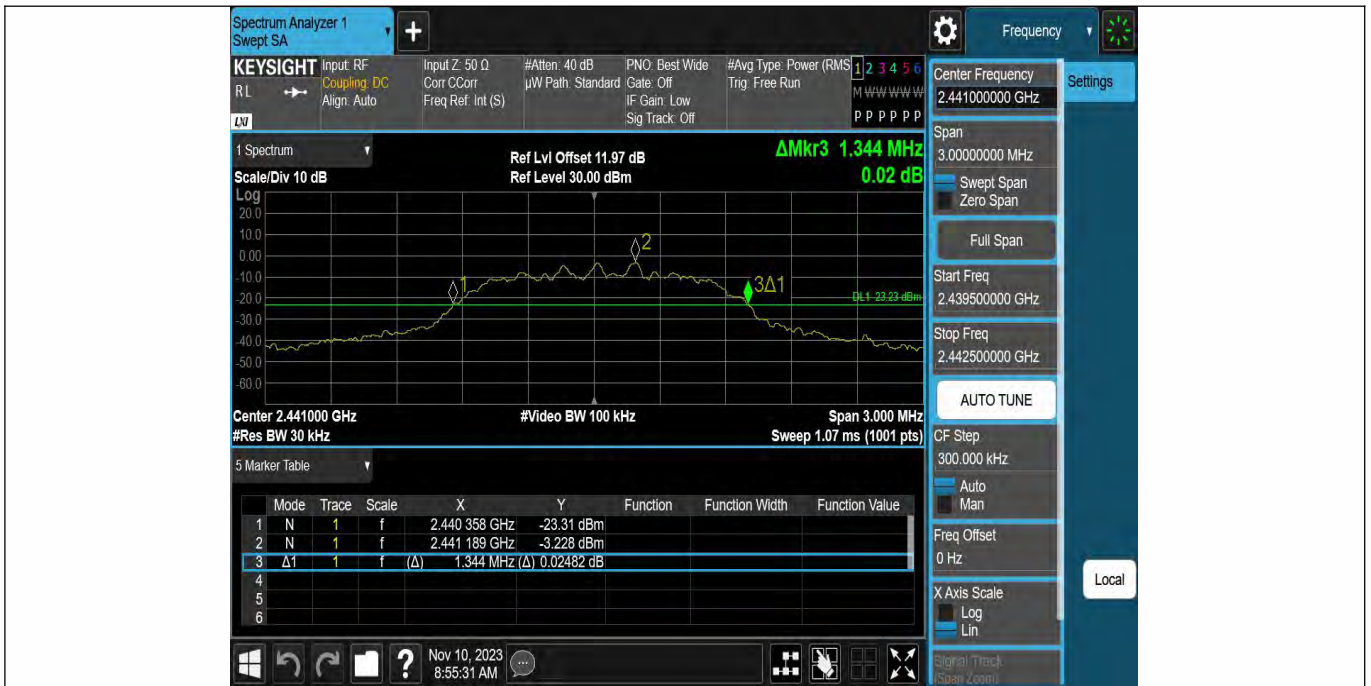 Spectrum Analyzer 1
Swept SA
+
Frequency
KEYSIGHT
RL
LXI
Input: RF
Coupling: DC
Align: Auto
Input Z: 50 Ω
Corr CCorr
Freq Ref: Int (S)
#Atten: 40 dB
µW Path: Standard
PNO: Best Wide
Gate: Off
IF Gain: Low
Sig Track: Off
#Avg Type: Power (RMS
Trig: Free Run
1 2 3 4 5 6
M W W W W W
P P P P P P
1 Spectrum
Scale/Div 10 dB
Ref Lvl Offset 11.97 dB
Ref Level 30.00 dBm
ΔMkr3 1.344 MHz
0.02 dB
Log
20.0
10.0
0.00
-10.0
-20.0
-30.0
-40.0
-50.0
-60.0
1
2
3Δ1
DL1 -23.23 dBm
Center 2.441000 GHz
#Video BW 100 kHz
Span 3.000 MHz
#Res BW 30 kHz
Sweep 1.07 ms (1001 pts)
5 Marker Table
Mode Trace Scale X Y Function Function Width Function Value
1 N 1 f 2.440 358 GHz -23.31 dBm
2 N 1 f 2.441 189 GHz -3.228 dBm
3 Δ1 1 f (Δ) 1.344 MHz (Δ) 0.02482 dB
4
5
6
Nov 10, 2023
8:55:31 AM
Center Frequency
2.441000000 GHz
Settings
Span
3.00000000 MHz
Swept Span
Zero Span
Full Span
Start Freq
2.439500000 GHz
Stop Freq
2.442500000 GHz
AUTO TUNE
CF Step
300.000 kHz
Auto
Man
Freq Offset
0 Hz
X Axis Scale
Log
Lin
Signal Track
(Span Zoom)
Local